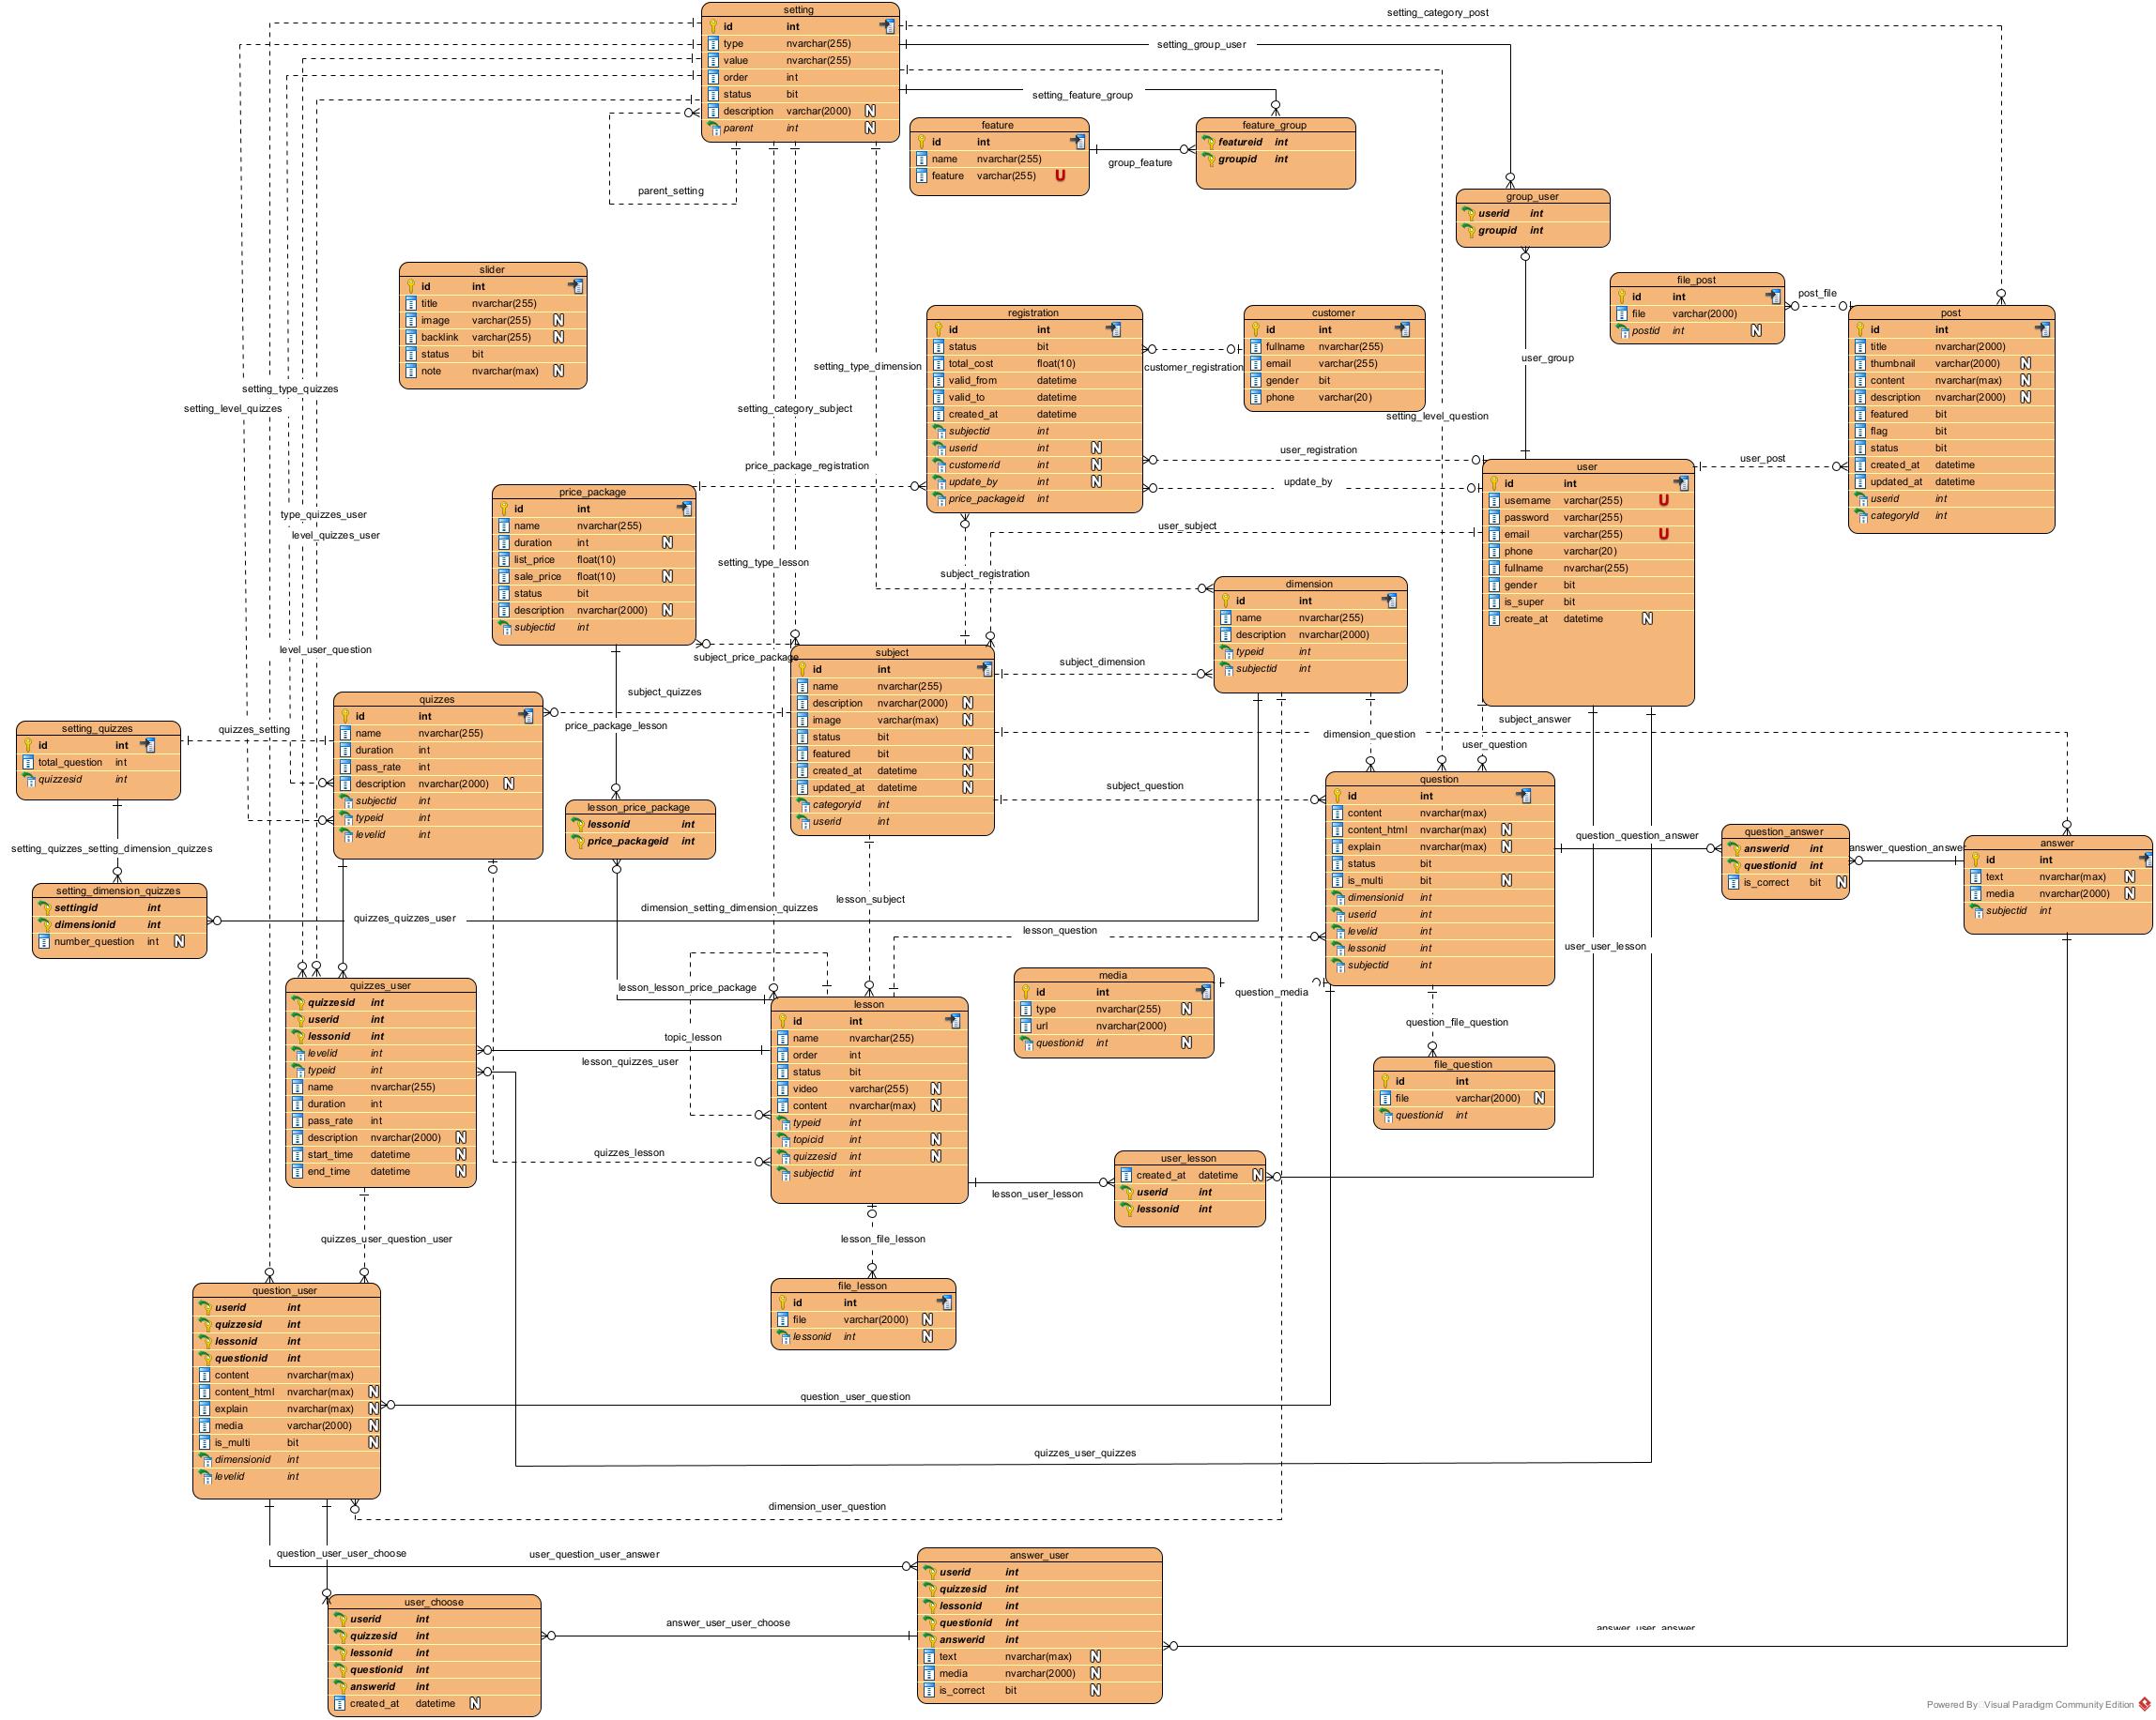 setting
id int
type nvarchar(255)
value nvarchar(255)
order int
status bit
description varchar(2000) N
parent int N
setting_category_post
setting_group_user
setting_feature_group
parent_setting
feature
id int
name nvarchar(255)
feature varchar(255) U
group_feature
feature_group
featureid int
groupid int
group_user
userid int
groupid int
slider
id int
title nvarchar(255)
image varchar(255) N
backlink varchar(255) N
status bit
note nvarchar(max) N
registration
id int
status bit
total_cost float(10)
valid_from datetime
valid_to datetime
created_at datetime
subjectid int
userid int N
customerid int N
update_by int N
price_packageid int
customer
id int
fullname nvarchar(255)
email varchar(255)
gender bit
phone varchar(20)
customer_registration
file_post
id int
file varchar(2000)
postid int N
post_file
post
id int
title nvarchar(2000)
thumbnail varchar(2000) N
content nvarchar(max) N
description nvarchar(2000) N
featured bit
flag bit
status bit
created_at datetime
updated_at datetime
userid int
categoryId int
user_group
setting_type_dimension
setting_type_quizzes
setting_level_quizzes
setting_category_subject
setting_level_question
user_registration
update_by
user_post
price_package_registration
user
id int
username varchar(255) U
password varchar(255)
email varchar(255) U
phone varchar(20)
fullname nvarchar(255)
gender bit
is_super bit
create_at datetime N
price_package
id int
name nvarchar(255)
duration int N
list_price float(10)
sale_price float(10) N
status bit
description nvarchar(2000) N
subjectid int
type_quizzes_user
level_quizzes_user
user_subject
setting_type_lesson
subject_registration
dimension
id int
name nvarchar(255)
description nvarchar(2000)
typeid int
subjectid int
level_user_question
subject_price_package
subject_dimension
subject
id int
name nvarchar(255)
description nvarchar(2000) N
image varchar(max) N
status bit
featured bit N
created_at datetime N
updated_at datetime N
categoryid int
userid int
subject_quizzes
price_package_lesson
quizzes
id int
name nvarchar(255)
duration int
pass_rate int
description nvarchar(2000) N
subjectid int
typeid int
levelid int
setting_quizzes
id int
total_question int
quizzesid int
quizzes_setting
subject_answer
dimension_question
user_question
subject_question
lesson_price_package
lessonid int
price_packageid int
question
id int
content nvarchar(max)
content_html nvarchar(max) N
explain nvarchar(max) N
status bit
is_multi bit N
dimensionid int
userid int
levelid int
lessonid int
subjectid int
question_question_answer
question_answer
answerid int
questionid int
is_correct bit N
answer_question_answer
answer
id int
text nvarchar(max) N
media nvarchar(2000) N
subjectid int
setting_quizzes_setting_dimension_quizzes
setting_dimension_quizzes
settingid int
dimensionid int
number_question int N
quizzes_quizzes_user
dimension_setting_dimension_quizzes
lesson_subject
lesson_question
user_user_lesson
quizzes_user
quizzesid int
userid int
lessonid int
levelid int
typeid int
name nvarchar(255)
duration int
pass_rate int
description nvarchar(2000) N
start_time datetime N
end_time datetime N
lesson_lesson_price_package
topic_lesson
lesson_quizzes_user
quizzes_lesson
lesson
id int
name nvarchar(255)
order int
status bit
video varchar(255) N
content nvarchar(max) N
typeid int
topicid int N
quizzesid int N
subjectid int
media
id int
type nvarchar(255) N
url nvarchar(2000)
questionid int N
question_media
question_file_question
file_question
id int
file varchar(2000) N
questionid int
user_lesson
created_at datetime N
userid int
lessonid int
lesson_user_lesson
lesson_file_lesson
file_lesson
id int
file varchar(2000) N
lessonid int N
quizzes_user_question_user
question_user
userid int
quizzesid int
lessonid int
questionid int
content nvarchar(max)
content_html nvarchar(max) N
explain nvarchar(max) N
media varchar(2000) N
is_multi bit N
dimensionid int
levelid int
question_user_question
quizzes_user_quizzes
dimension_user_question
question_user_user_choose
user_question_user_answer
user_choose
userid int
quizzesid int
lessonid int
questionid int
answerid int
created_at datetime N
answer_user_user_choose
answer_user
userid int
quizzesid int
lessonid int
questionid int
answerid int
text nvarchar(max) N
media nvarchar(2000) N
is_correct bit N
answer_user_answer
Powered By Visual Paradigm Community Edition